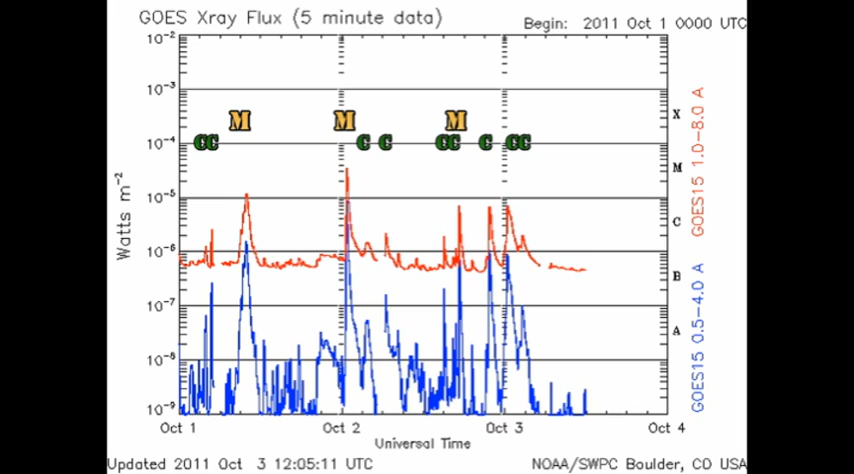 GOES Xray Flux (5 minute data)
Begin: 2011 Oct 1 0000 UTC
10⁻²
10⁻³
10⁻⁴
10⁻⁵
10⁻⁶
10⁻⁷
10⁻⁸
10⁻⁹
Watts m⁻²
M M M
CC C C CC C CC
X
M
C
B
A
GOES15 1.0-8.0 A
GOES15 0.5-4.0 A
Oct 1 Oct 2 Oct 3 Oct 4
Universal Time
Updated 2011 Oct 3 12:05:11 UTC
NOAA/SWPC Boulder, CO USA